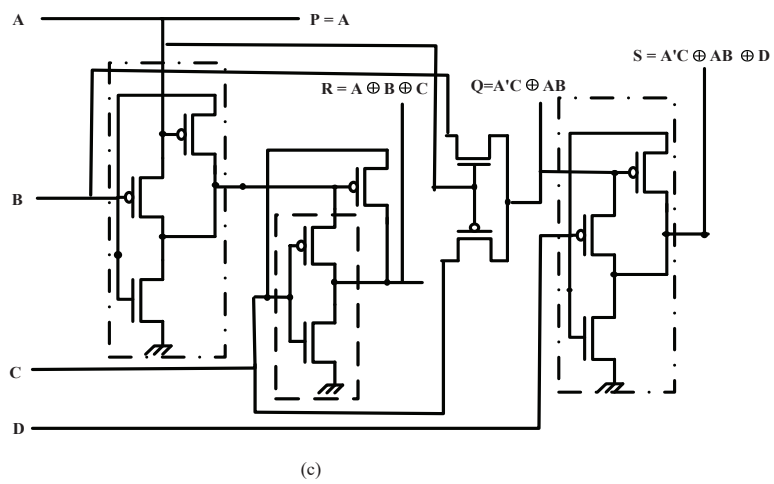 A
P = A
S = A'C ⊕ AB ⊕ D
R = A ⊕ B ⊕ C
Q=A'C ⊕ AB
B
C
D
(c)